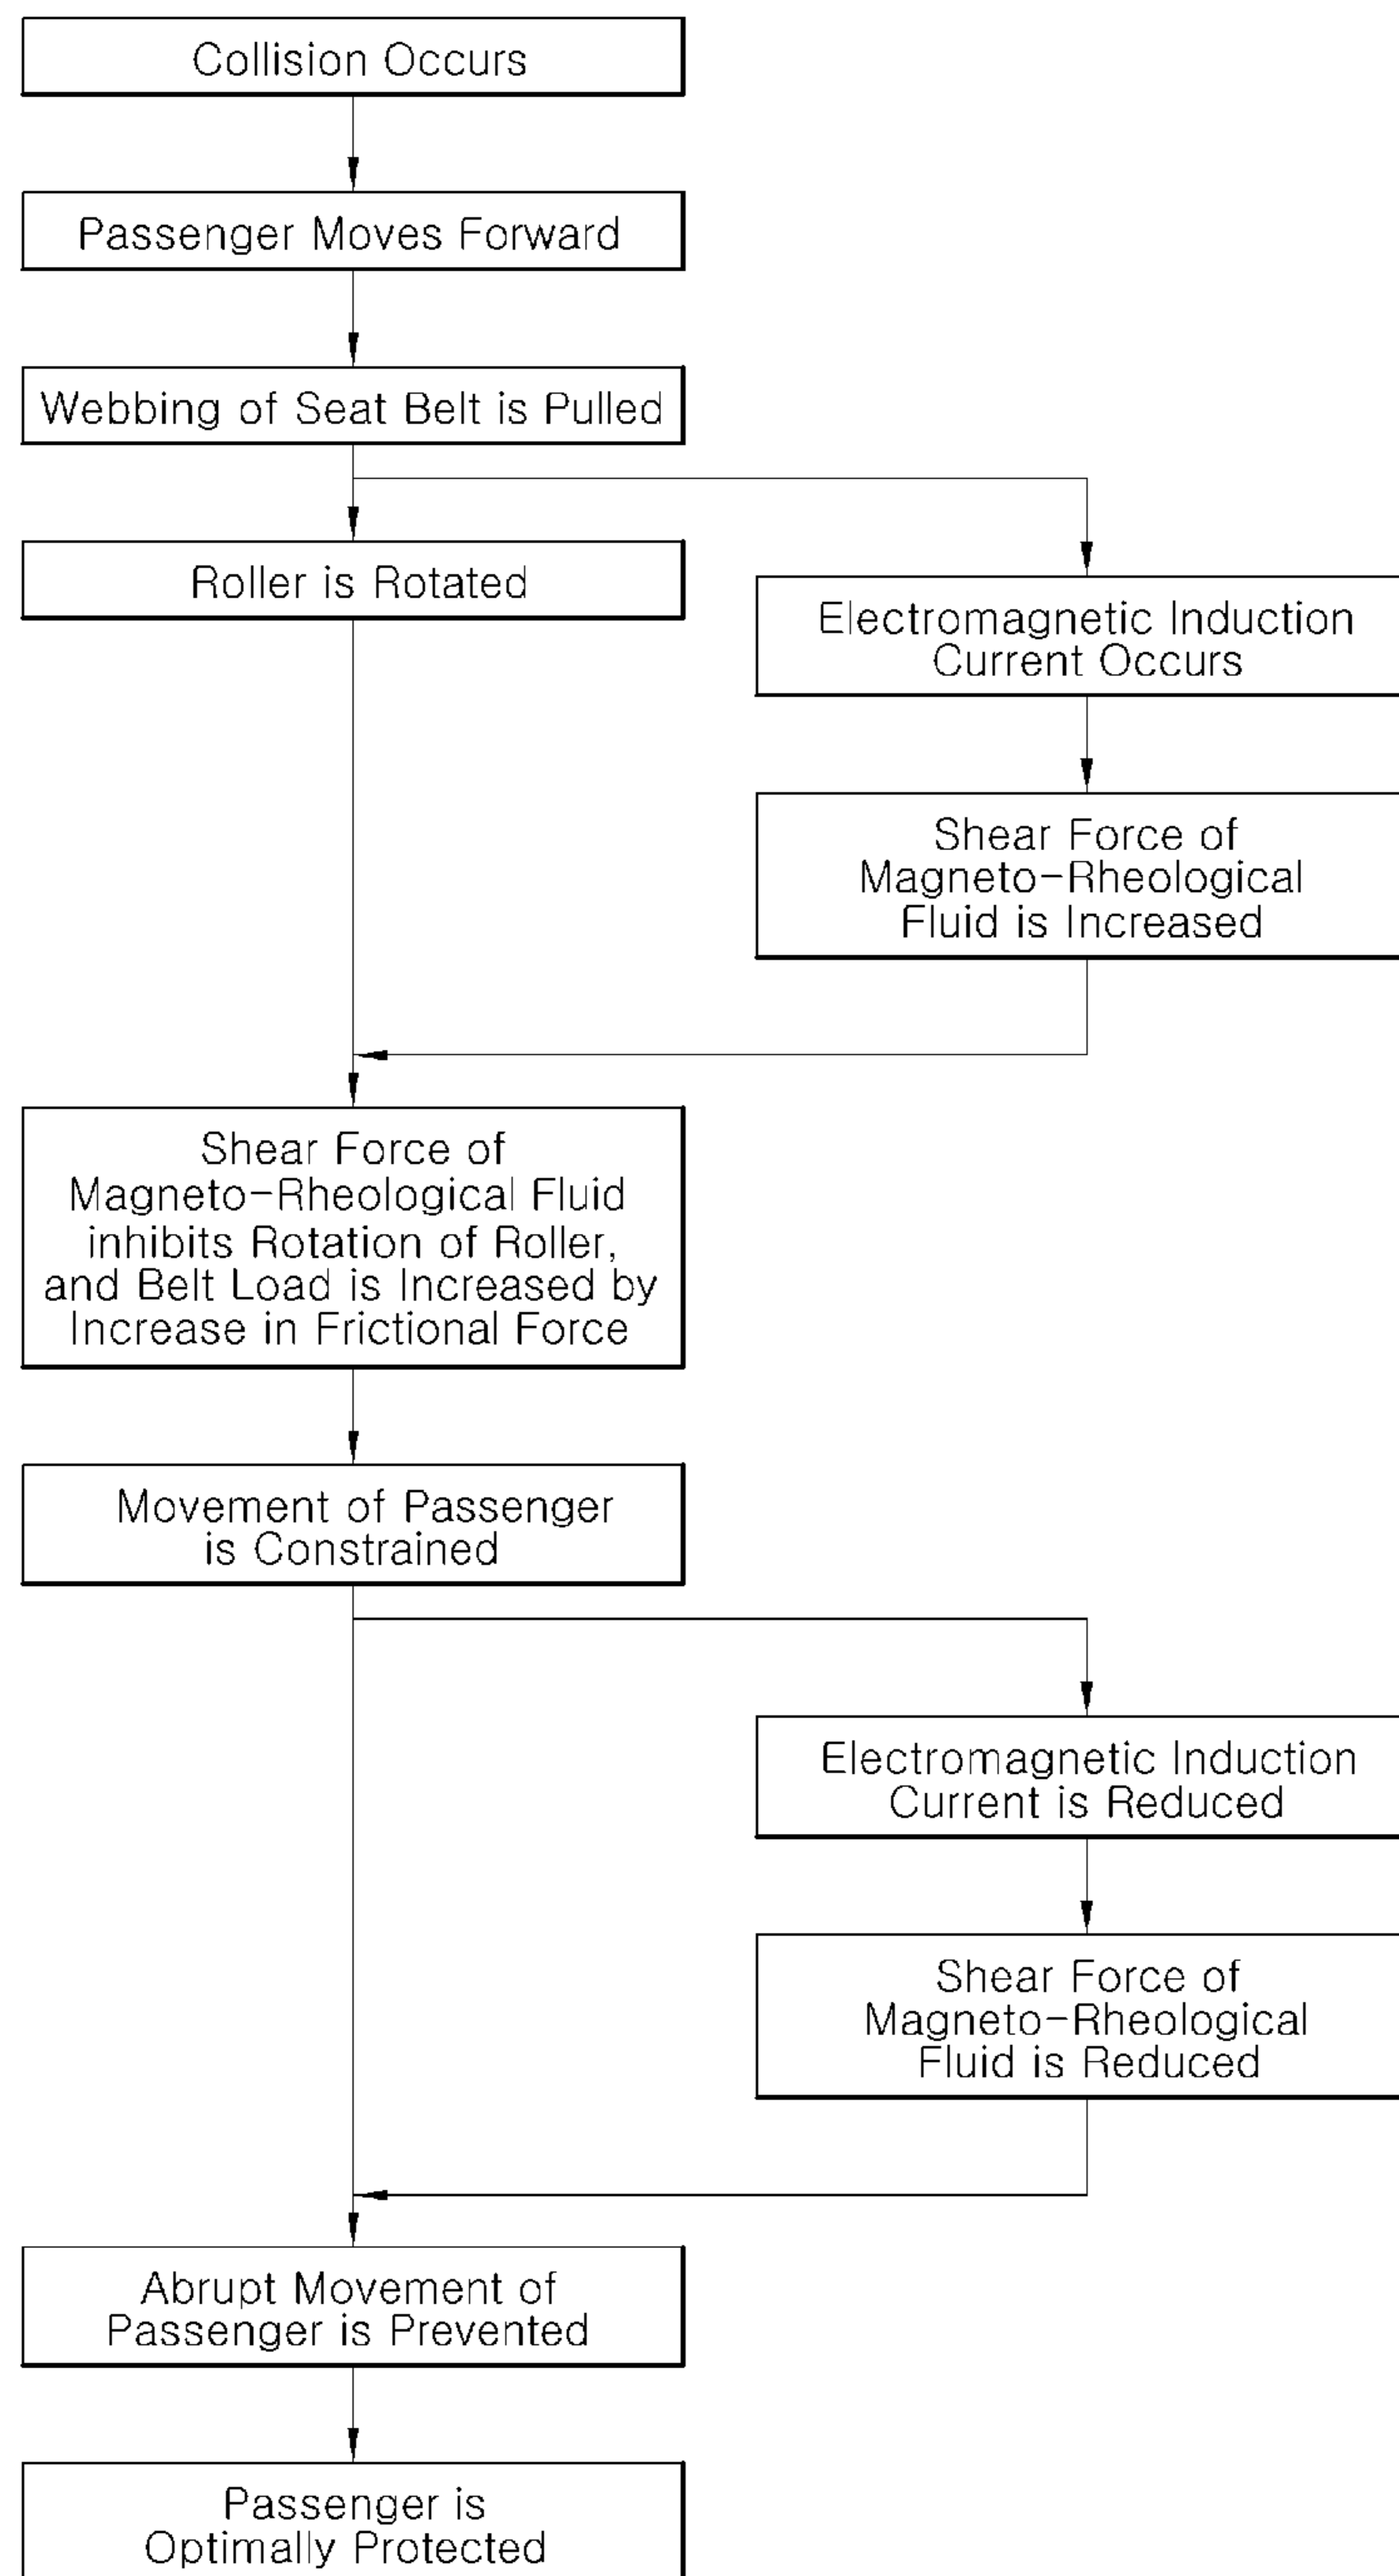 Collision Occurs
Passenger Moves Forward
Webbing of Seat Belt is Pulled
Roller is Rotated
Electromagnetic Induction
Current Occurs
Shear Force of
Magneto-Rheological
Fluid is Increased
Shear Force of
Magneto-Rheological Fluid
inhibits Rotation of Roller,
and Belt Load is Increased by
Increase in Frictional Force
Movement of Passenger
is Constrained
Electromagnetic Induction
Current is Reduced
Shear Force of
Magneto-Rheological
Fluid is Reduced
Abrupt Movement of
Passenger is Prevented
Passenger is
Optimally Protected